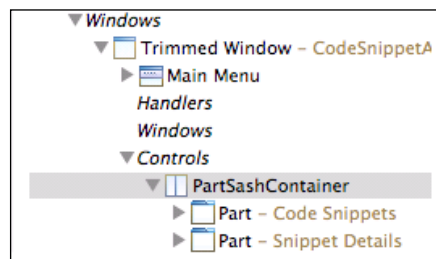 Windows
Trimmed Window – CodeSnippetA
Main Menu
Handlers
Windows
Controls
PartSashContainer
Part – Code Snippets
Part – Snippet Details